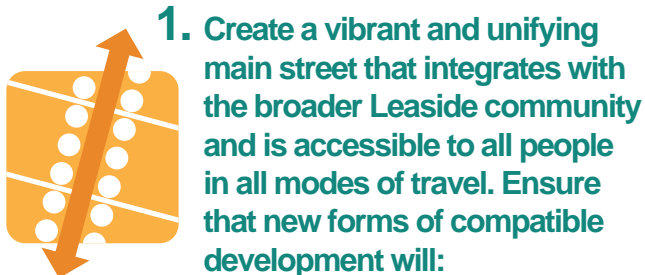 1. Create a vibrant and unifying
main street that integrates with
the broader Leaside community
and is accessible to all people
in all modes of travel. Ensure
that new forms of compatible
development will: